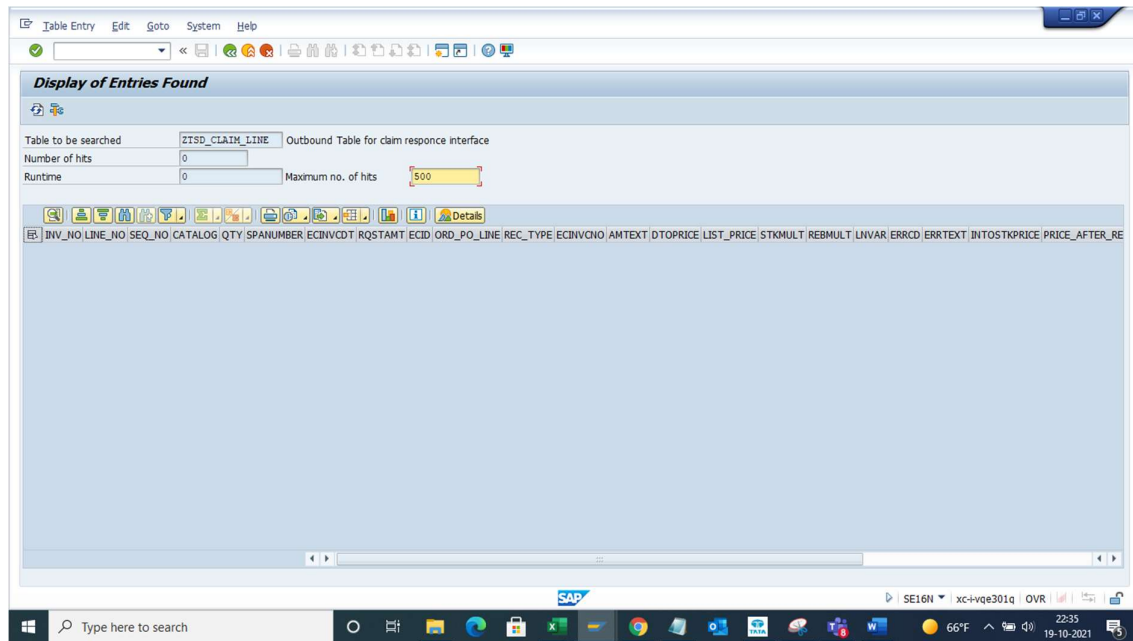 Table Entry Edit Goto System Help
Display of Entries Found
Table to be searched ZTSD_CLAIM_LINE Outbound Table for claim responce interface
Number of hits 0
Runtime 0 Maximum no. of hits 500
Details
INV_NO LINE_NO SEQ_NO CATALOG QTY SPANUMBER ECINVCDT RQSTAMT ECID ORD_PO_LINE REC_TYPE ECINVCNO AMTEXT DTOPRICE LIST_PRICE STKMULT REBMULT LNVAR ERRCD ERRTEXT INTOSTKPRICE PRICE_AFTER_RE
SAP SE16N xc-i-vqe301q OVR
Type here to search TATA 66°F 22:35
19-10-2021